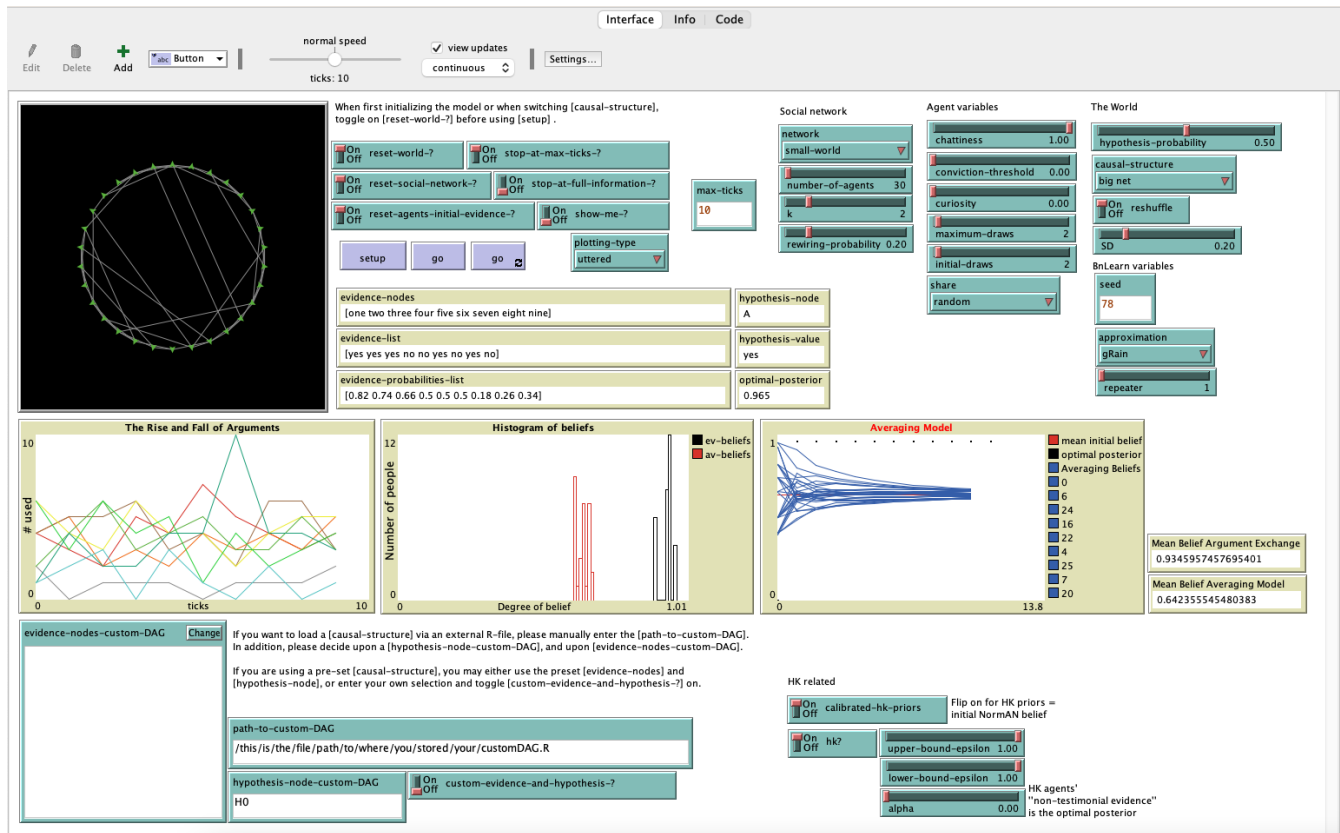 Interface Info Code
Edit
Delete
Add
abc Button
normal speed
ticks: 10
view updates
continuous
Settings...
When first initializing the model or when switching [causal-structure],
toggle on [reset-world-?] before using [setup] .
On
Off
reset-world-?
On
Off
stop-at-max-ticks-?
On
Off
reset-social-network-?
On
Off
stop-at-full-information-?
On
Off
reset-agents-initial-evidence-?
On
Off
show-me-?
setup
go
go
plotting-type
uttered
max-ticks
10
Social network
network
small-world
number-of-agents 30
k 2
rewiring-probability 0.20
Agent variables
chattiness 1.00
conviction-threshold 0.00
curiosity 0.00
maximum-draws 2
initial-draws 2
share
random
The World
hypothesis-probability 0.50
causal-structure
big net
On
Off
reshuffle
SD 0.20
BnLearn variables
seed
78
approximation
gRain
repeater 1
evidence-nodes
[one two three four five six seven eight nine]
hypothesis-node
A
evidence-list
[yes yes yes no no yes no yes no]
hypothesis-value
yes
evidence-probabilities-list
[0.82 0.74 0.66 0.5 0.5 0.5 0.18 0.26 0.34]
optimal-posterior
0.965
The Rise and Fall of Arguments
10
# used
0
0
ticks
10
Histogram of beliefs
12
Number of people
0
0
Degree of belief
1.01
ev-beliefs
av-beliefs
Averaging Model
1
0
0
13.8
mean initial belief
optimal posterior
Averaging Beliefs
0
6
24
16
22
4
25
7
20
Mean Belief Argument Exchange
0.9345957457695401
Mean Belief Averaging Model
0.642355545480383
evidence-nodes-custom-DAG
Change
If you want to load a [causal-structure] via an external R-file, please manually enter the [path-to-custom-DAG].
In addition, please decide upon a [hypothesis-node-custom-DAG], and upon [evidence-nodes-custom-DAG].
If you are using a pre-set [causal-structure], you may either use the preset [evidence-nodes] and
[hypothesis-node], or enter your own selection and toggle [custom-evidence-and-hypothesis-?] on.
path-to-custom-DAG
/this/is/the/file/path/to/where/you/stored/your/customDAG.R
hypothesis-node-custom-DAG
H0
On
Off
custom-evidence-and-hypothesis-?
HK related
On
Off
calibrated-hk-priors
Flip on for HK priors =
initial NormAN belief
On
Off
hk?
upper-bound-epsilon 1.00
lower-bound-epsilon 1.00
alpha 0.00
HK agents'
"non-testimonial evidence"
is the optimal posterior